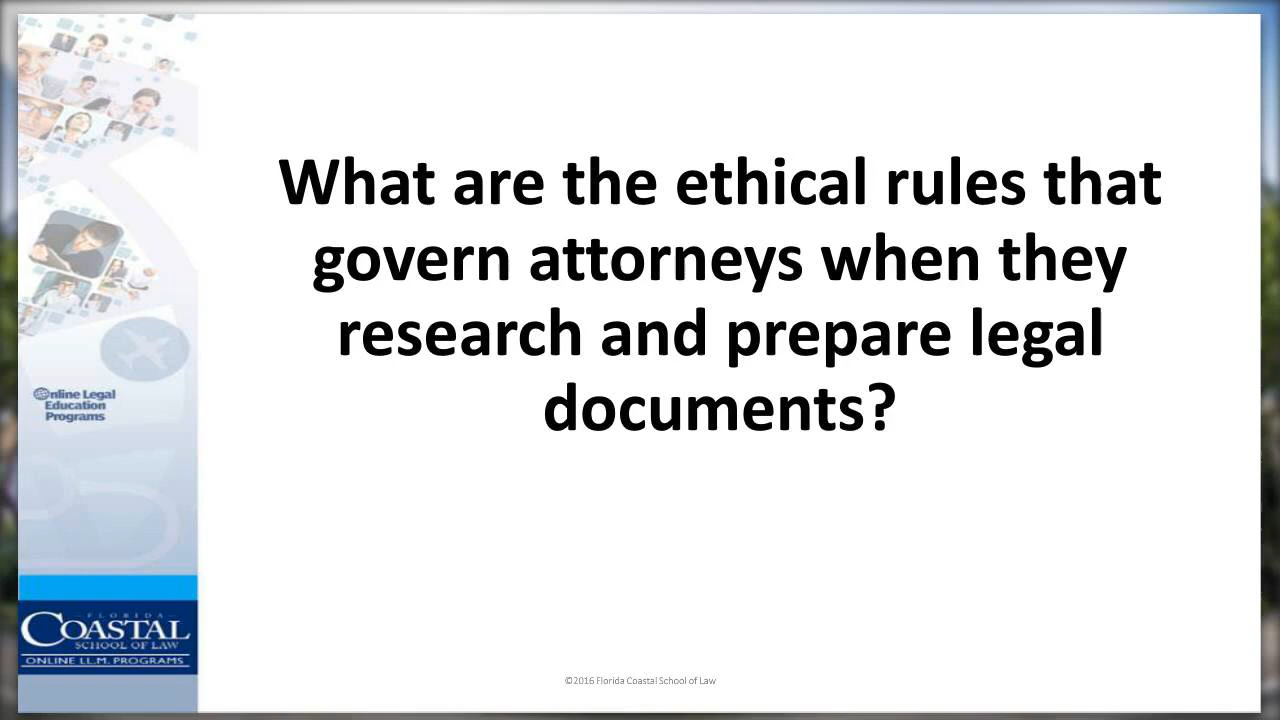 What are the ethical rules that
govern attorneys when they
research and prepare legal
documents?
Online Legal
Education
Programs
FLORIDA
COASTAL
SCHOOL OF LAW
ONLINE LL.M. PROGRAMS
©2016 Florida Coastal School of Law